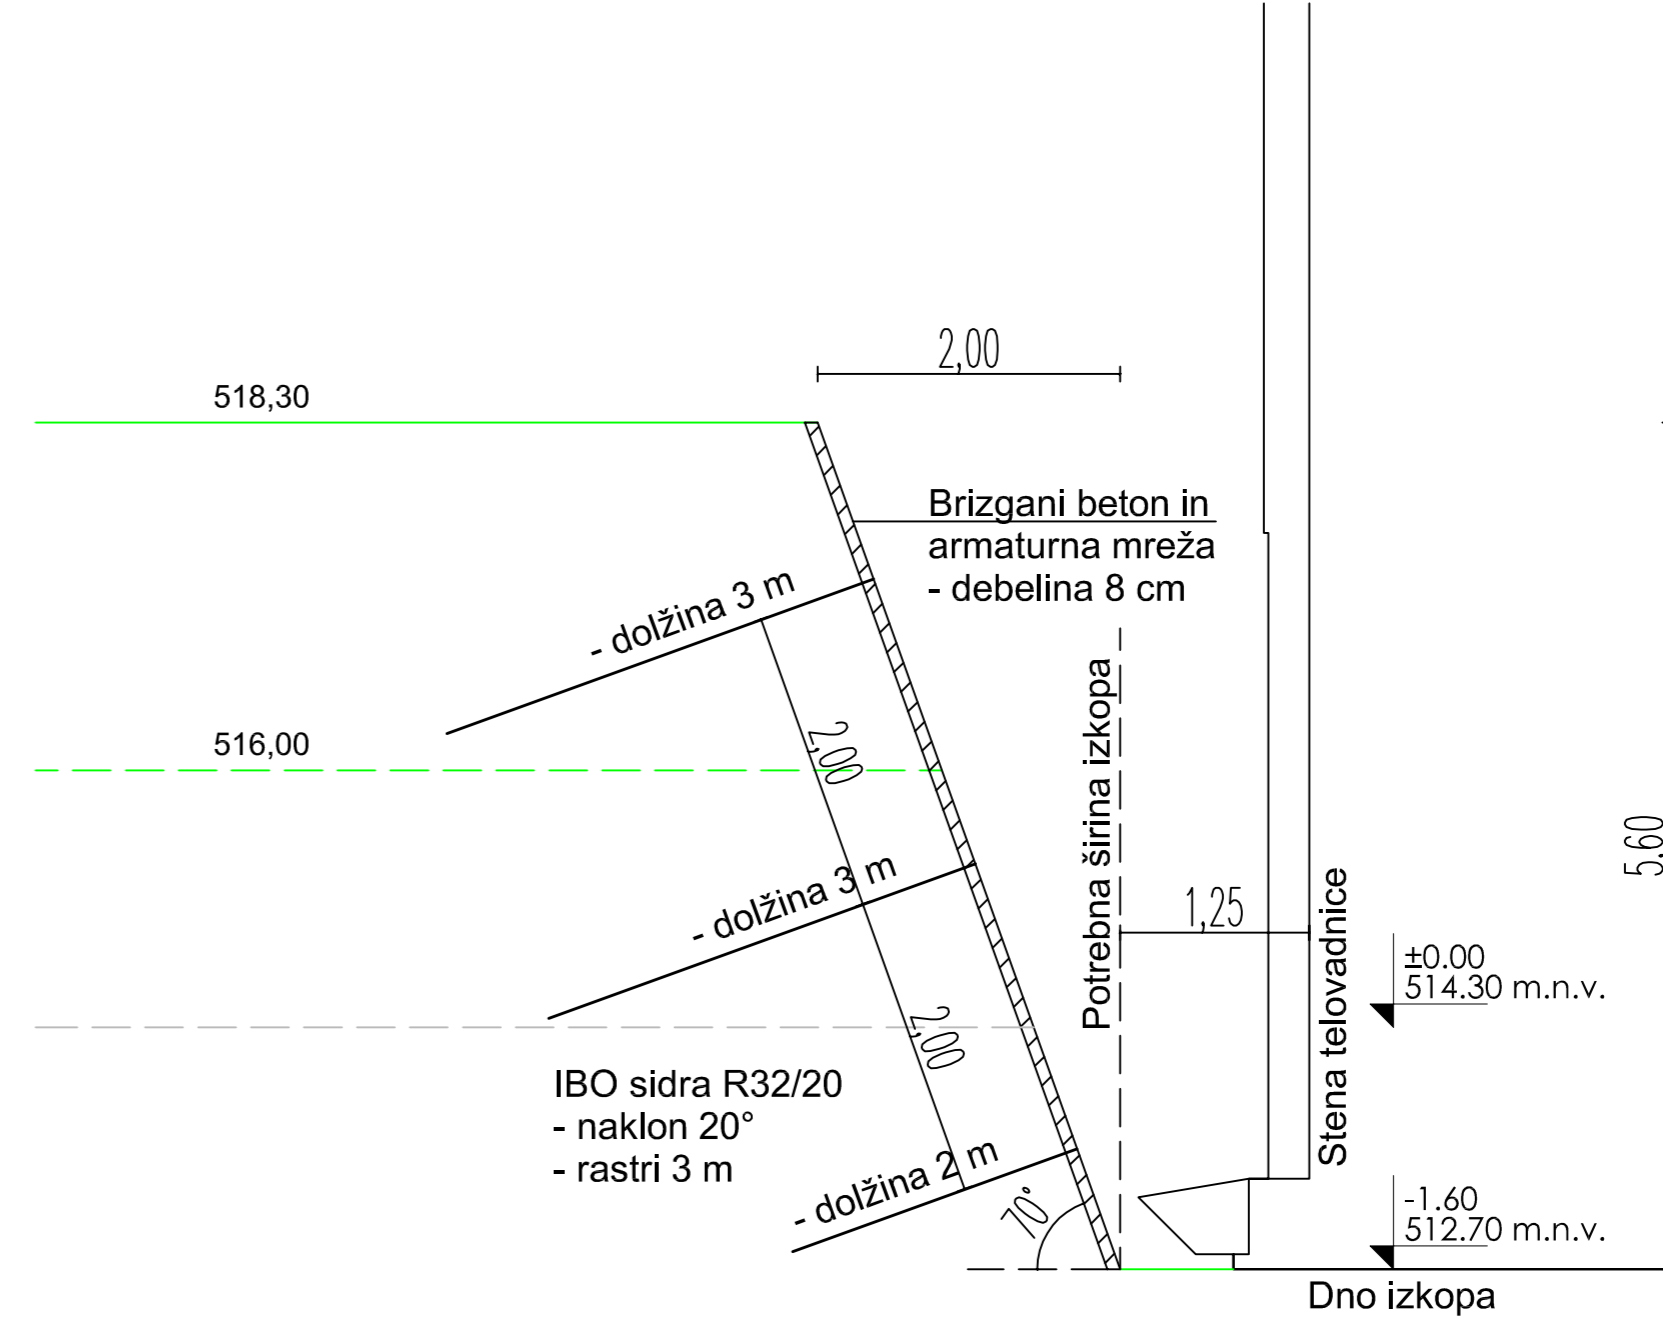 2,00
518,30
Brizgani beton in
armaturna mreža
- debelina 8 cm
- dolžina 3 m
516,00
2,00
Potrebna širina izkopa
5,60
- dolžina 3 m
1,25
Stena telovadnice
±0.00
514.30 m.n.v.
2,00
IBO sidra R32/20
- naklon 20°
- rastri 3 m
- dolžina 2 m
70°
-1.60
512.70 m.n.v.
Dno izkopa